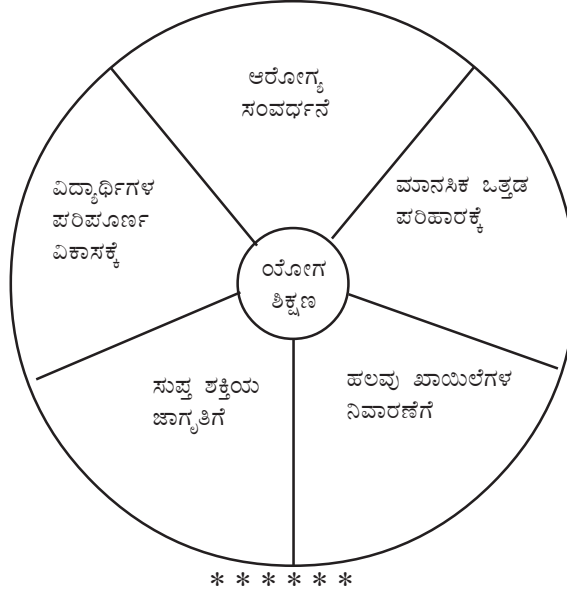 ಆರೋಗ್ಯ
ಸಂವರ್ಧನೆ
ಮಾನಸಿಕ ಒತ್ತಡ
ಪರಿಹಾರಕ್ಕೆ
ವಿದ್ಯಾರ್ಥಿಗಳ
ಪರಿಪೂರ್ಣ
ವಿಕಾಸಕ್ಕೆ
ಯೋಗ
ಶಿಕ್ಷಣ
ಸುಪ್ತ ಶಕ್ತಿಯ
ಜಾಗೃತಿಗೆ
ಹಲವು ಖಾಯಿಲೆಗಳ
ನಿವಾರಣೆಗೆ
* * * * * *